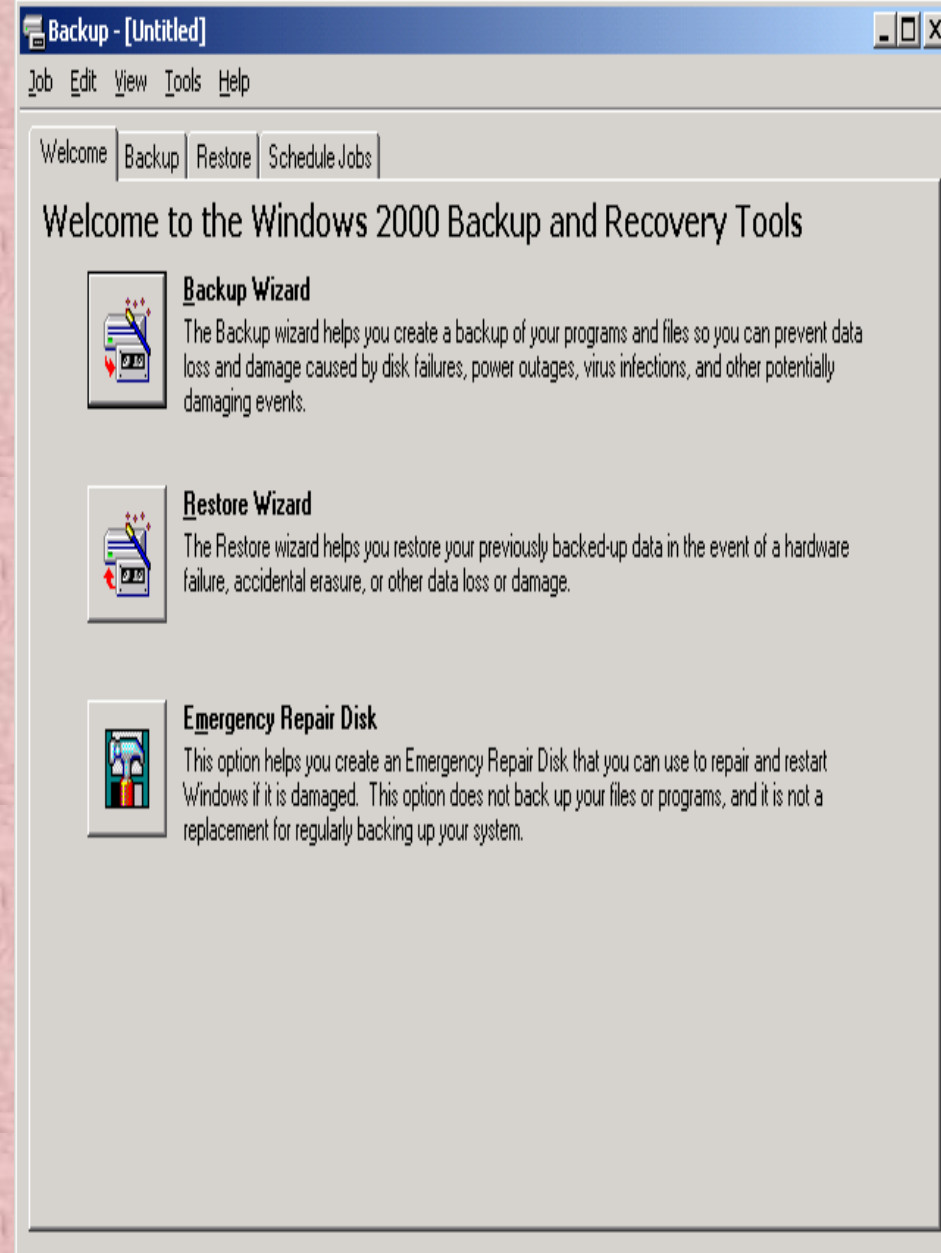 Backup - [Untitled]
Job Edit View Tools Help
Welcome Backup Restore Schedule Jobs
Welcome to the Windows 2000 Backup and Recovery Tools
Backup Wizard
The Backup wizard helps you create a backup of your programs and files so you can prevent data
loss and damage caused by disk failures, power outages, virus infections, and other potentially
damaging events.
Restore Wizard
The Restore wizard helps you restore your previously backed-up data in the event of a hardware
failure, accidental erasure, or other data loss or damage.
Emergency Repair Disk
This option helps you create an Emergency Repair Disk that you can use to repair and restart
Windows if it is damaged.  This option does not back up your files or programs, and it is not a
replacement for regularly backing up your system.